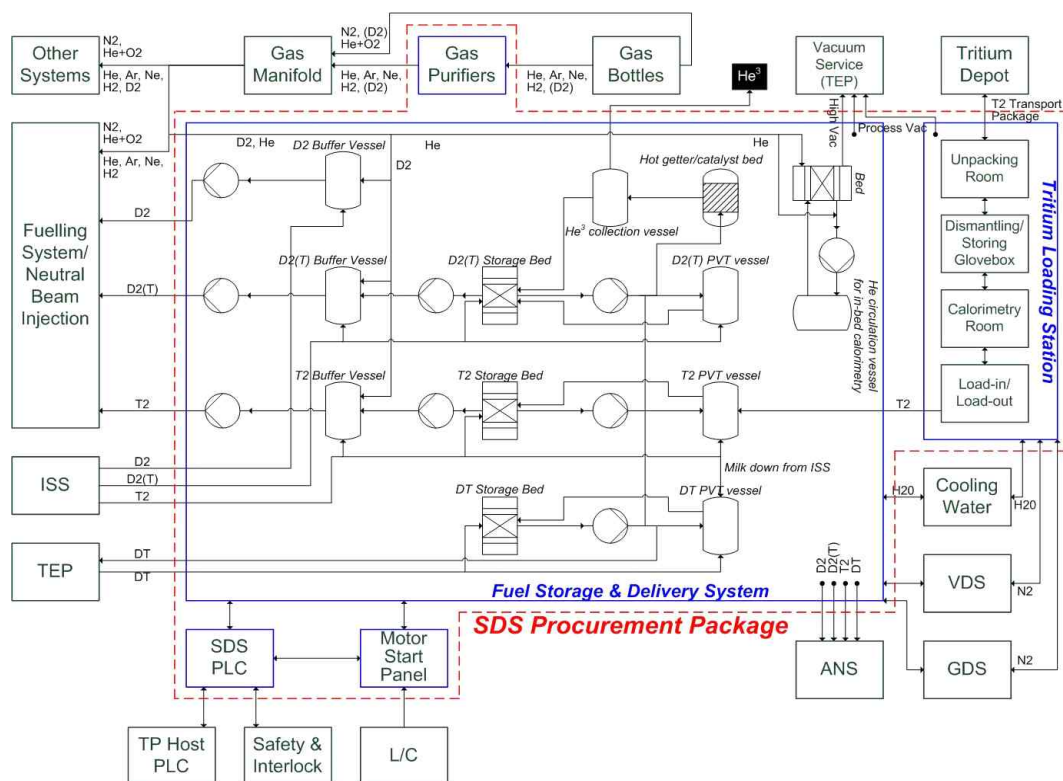 Other
Systems
N2,
He+O2
He, Ar, Ne,
H2, D2
Gas
Manifold
N2, (D2)
He+O2
He, Ar, Ne,
H2, (D2)
Gas
Purifiers
He, Ar, Ne,
H2, (D2)
Gas
Bottles
He³
Vacuum
Service
(TEP)
Tritium
Depot
T2 Transport
Package
High Vac
Process Vac
N2,
He+O2
He, Ar, Ne,
H2
D2, He
D2 Buffer Vessel
He
D2
He
Hot getter/catalyst bed
Bed
Unpacking
Room
Tritium Loading Station
Fuelling
System/
Neutral
Beam
Injection
D2
He³ collection vessel
Dismantling/
Storing
Glovebox
D2(T) Buffer Vessel
D2(T) Storage Bed
D2(T) PVT vessel
D2(T)
He circulation vessel
for in-bed calorimetry
Calorimetry
Room
T2 Buffer Vessel
T2 Storage Bed
T2 PVT vessel
Load-in/
Load-out
T2
T2
ISS
D2
D2(T)
T2
Milk down from ISS
DT Storage Bed
DT PVT vessel
H20
Cooling
Water
H20
TEP
DT
DT
D2
D2(T)
T2
DT
VDS
N2
Fuel Storage & Delivery System
SDS Procurement Package
SDS
PLC
Motor
Start
Panel
ANS
GDS
N2
TP Host
PLC
Safety &
Interlock
L/C